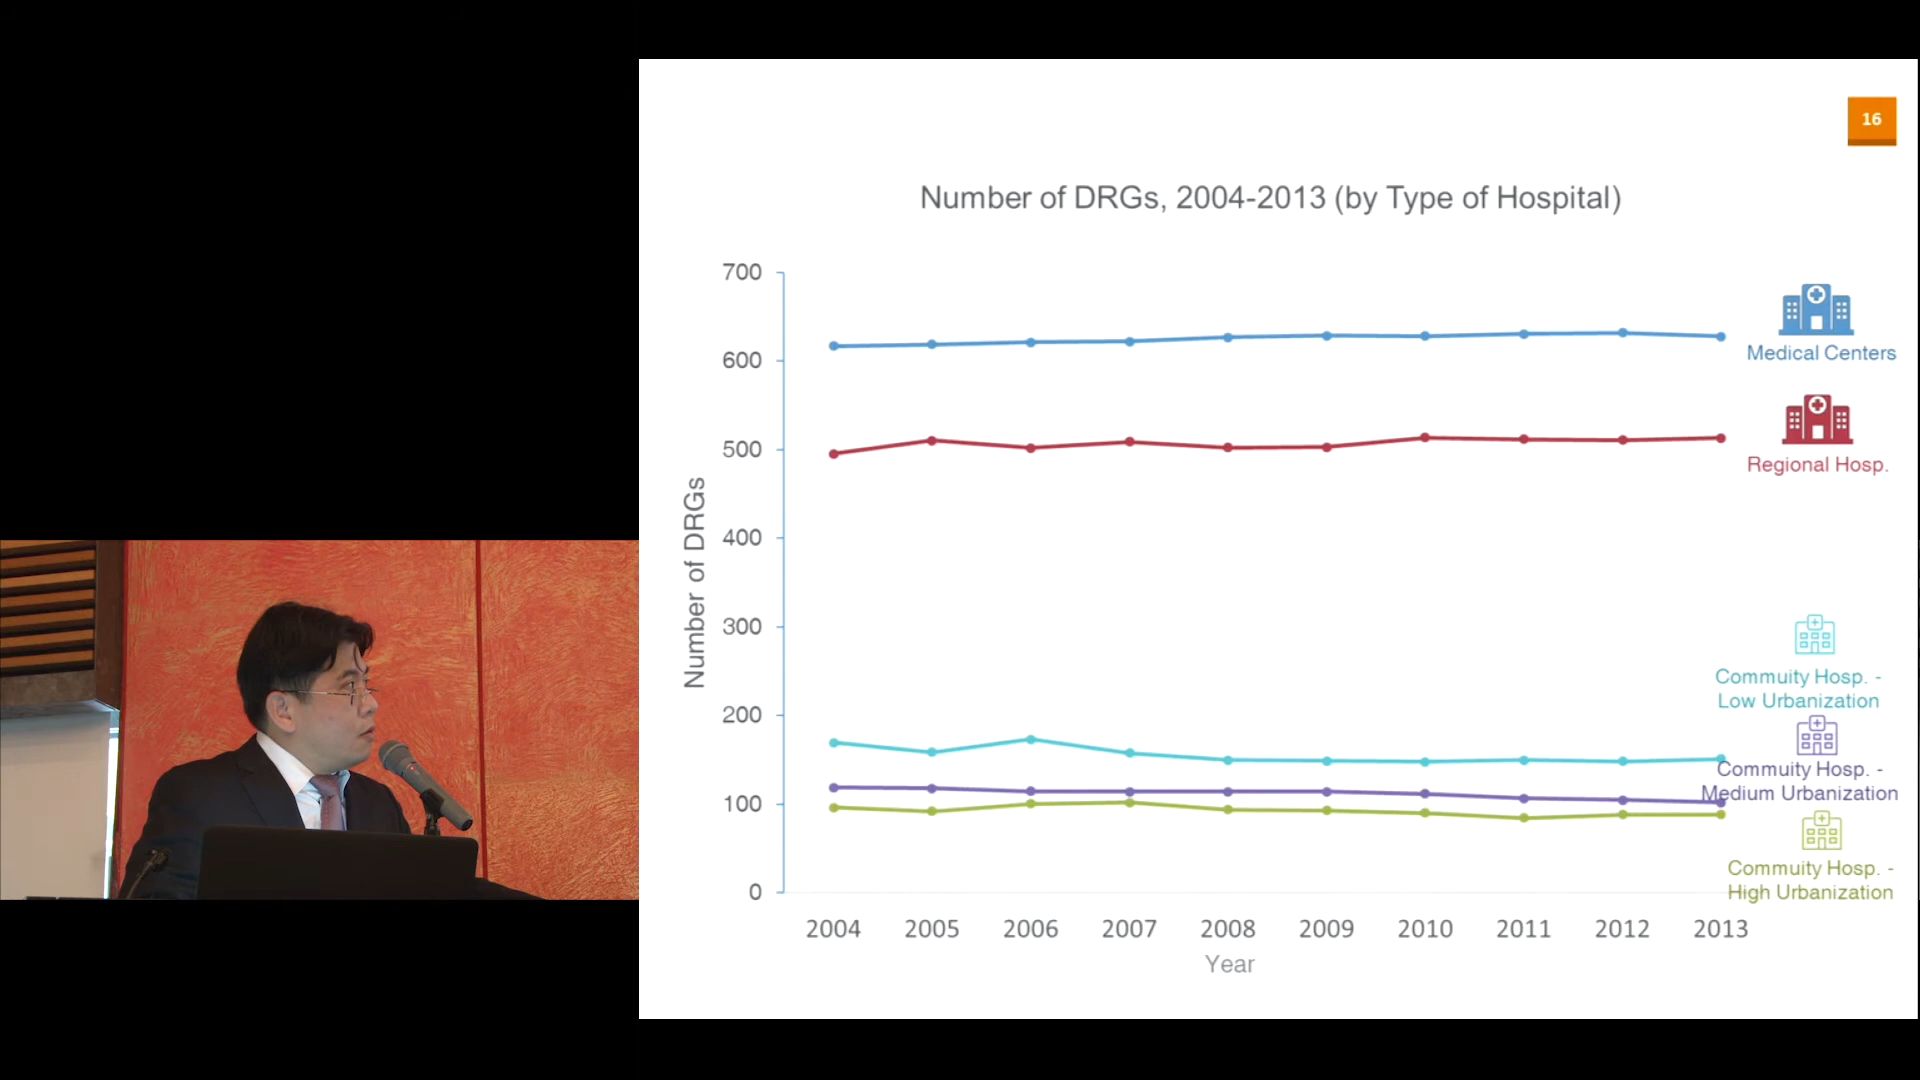 16
Number of DRGs, 2004-2013 (by Type of Hospital)
Number of DRGs
700
600
500
400
300
200
100
0
2004 2005 2006 2007 2008 2009 2010 2011 2012 2013
Year
Medical Centers
Regional Hosp.
Commuity Hosp. -
Low Urbanization
Commuity Hosp. -
Medium Urbanization
Commuity Hosp. -
High Urbanization